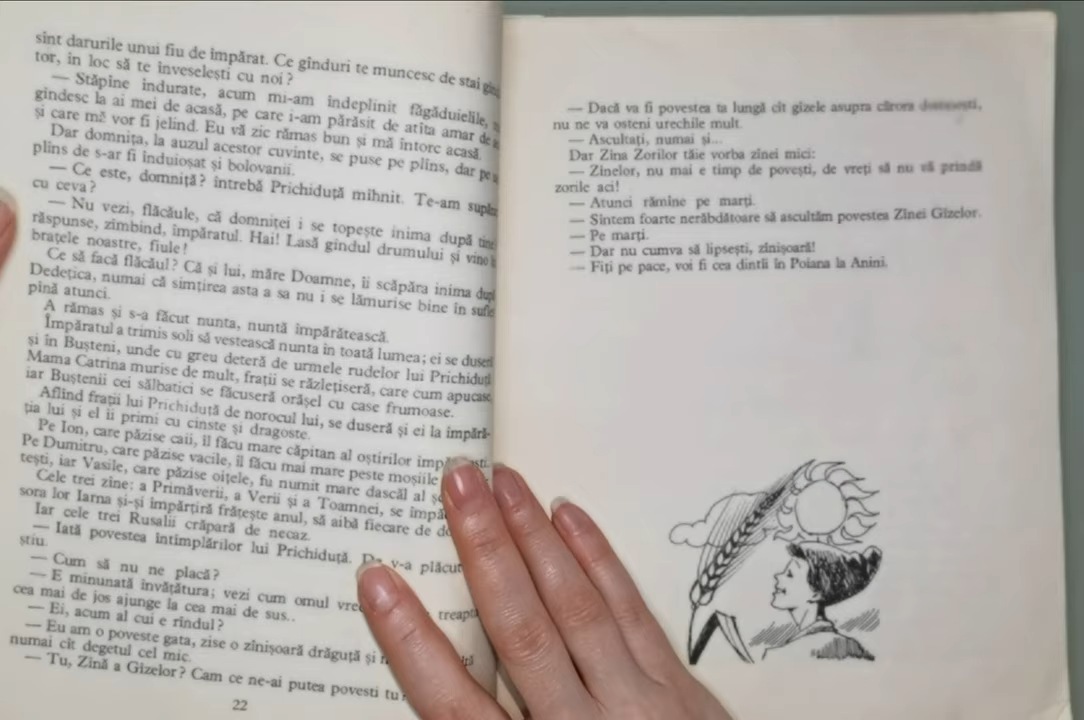 sînt darurile unui fiu de împărat. Ce gînduri te muncesc de stai
tor, în loc să te înveselești cu noi?
— Stăpîne îndurate, acum mi-am îndeplinit făgăduielile,
gîndesc la ai mei de acasă, pe care i-am părăsit de atîta amar de
și care mă vor fi jelind. Eu vă zic rămas bun și mă întorc acasă.
Dar domnița, la auzul acestor cuvinte, se puse pe plîns, dar pe
plîns de s-ar fi înduioșat și bolovanii.
— Ce este, domniță? întrebă Prichiduță mîhnit. Te-am
cu ceva?
— Nu vezi, flăcăule, că domniței i se topește inima după tine
răspunse, zîmbind, împăratul. Hai! Lasă gîndul drumului și vino
brațele noastre, fiule!
Ce să facă flăcăul? Că și lui, măre Doamne, îi scăpăra inima
Dedețica, numai că simțirea asta a sa nu i se lămurise bine în
pînă atunci.
A rămas și s-a făcut nunta, nuntă împărătească.
Împăratul a trimis soli să vestească nunta în toată lumea; ei se duseră
și în Bușteni, unde cu greu deteră de urmele rudelor lui Prichiduță
Mama Catrina murise de mult, frații se răzlețiseră, care cum apucase,
iar Buștenii cei sălbatici se făcuseră orășel cu case frumoase.
Aflînd frații lui Prichiduță de norocul lui, se duseră și ei la împără-
ția lui și el îi primi cu cinste și dragoste.
Pe Ion, care păzise caii, îl făcu mare căpitan al oștirilor
Pe Dumitru, care păzise vacile, îl făcu mai mare peste moșiile
tești, iar Vasile, care păzise oițele, fu numit mare dascăl al
Cele trei zîne: a Primăverii, a Verii și a Toamnei, se
sora lor Iarna și-și împărțiră frățește anul, să aibă fiecare de
Iar cele trei Rusalii crăpară de necaz.
— Iată povestea întîmplărilor lui Prichiduță. v-a plăcut
știu.
— Cum să nu ne placă?
— E minunată învățătura; vezi cum omul treapta
cea mai de jos ajunge la cea mai de sus..
— Ei, acum al cui e rîndul?
— Eu am o poveste gata, zise o zînișoară drăguță și
numai cît degetul cel mic.
— Tu, Zînă a Gîzelor? Cam ce ne-ai putea povesti tu?
22
— Dacă va fi povestea ta lungă cît gîzele asupra cărora domnești,
nu ne va osteni urechile mult.
— Ascultați, numai și...
Dar Zîna Zorilor tăie vorba zînei mici:
— Zînelor, nu mai e timp de povești, de vreți să nu vă prindă
zorile aci!
— Atunci rămîne pe marți.
— Sîntem foarte nerăbdătoare să ascultăm povestea Zînei Gîzelor.
— Pe marți.
— Dar nu cumva să lipsești, zînișoară!
— Fiți pe pace, voi fi cea dintîi în Poiana la Anini.